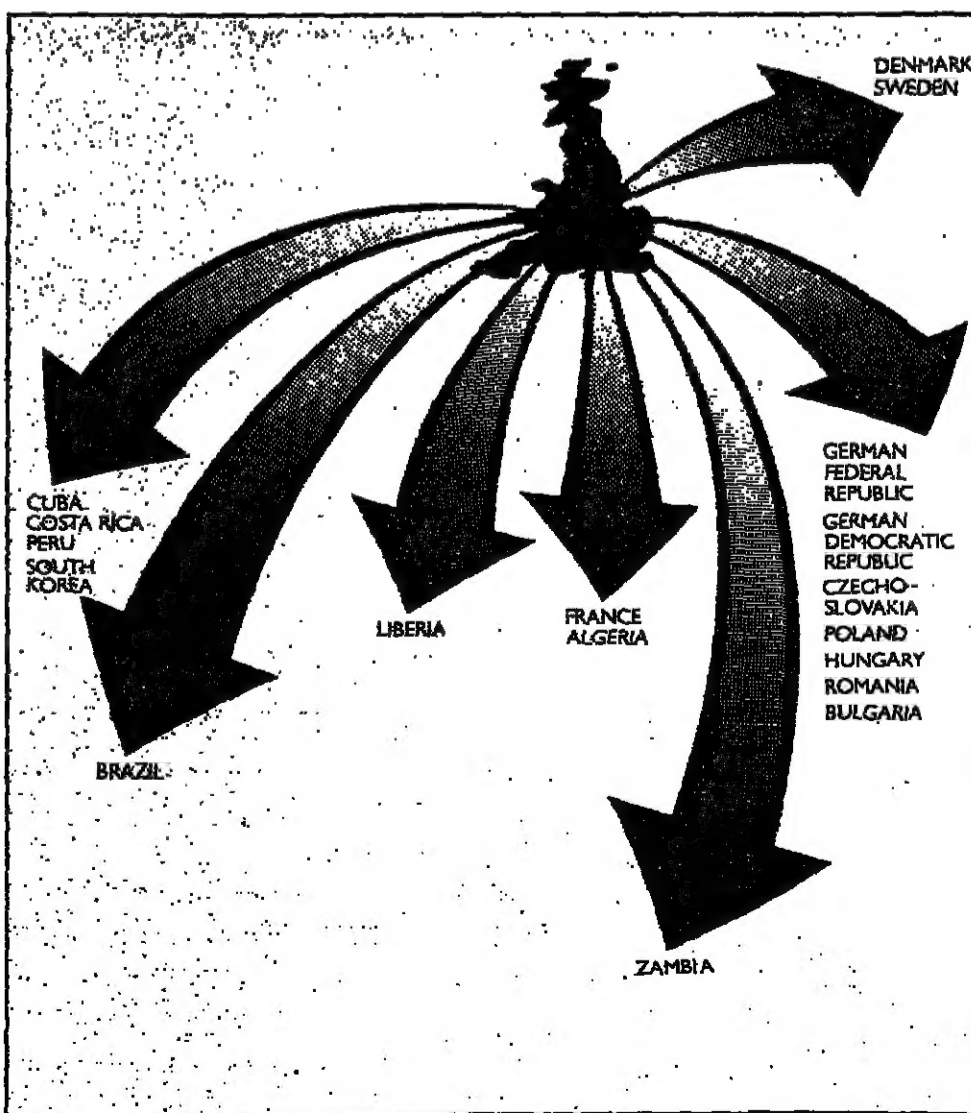 DENMARK
SWEDEN
CUBA
COSTA RICA
PERU
SOUTH
KOREA
BRAZIL
LIBERIA
FRANCE
ALGERIA
GERMAN
FEDERAL
REPUBLIC
GERMAN
DEMOCRATIC
REPUBLIC
CZECHO-
SLOVAKIA
POLAND
HUNGARY
ROMANIA
BULGARIA
ZAMBIA